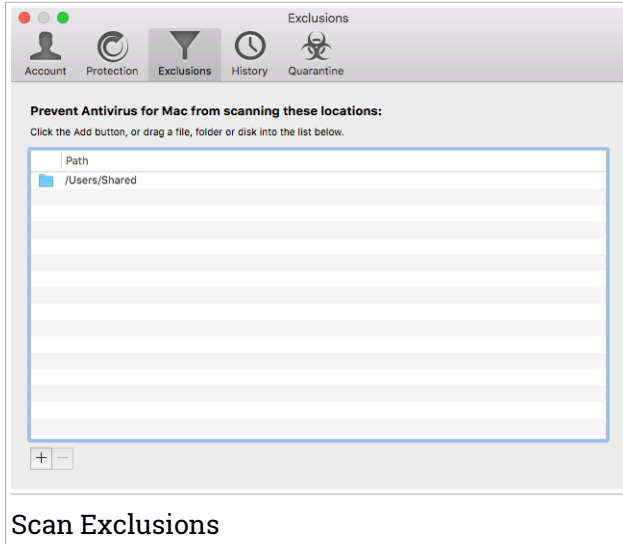 Exclusions
Account Protection Exclusions History Quarantine
Prevent Antivirus for Mac from scanning these locations:
Click the Add button, or drag a file, folder or disk into the list below.
Path
/Users/Shared
+ −
Scan Exclusions